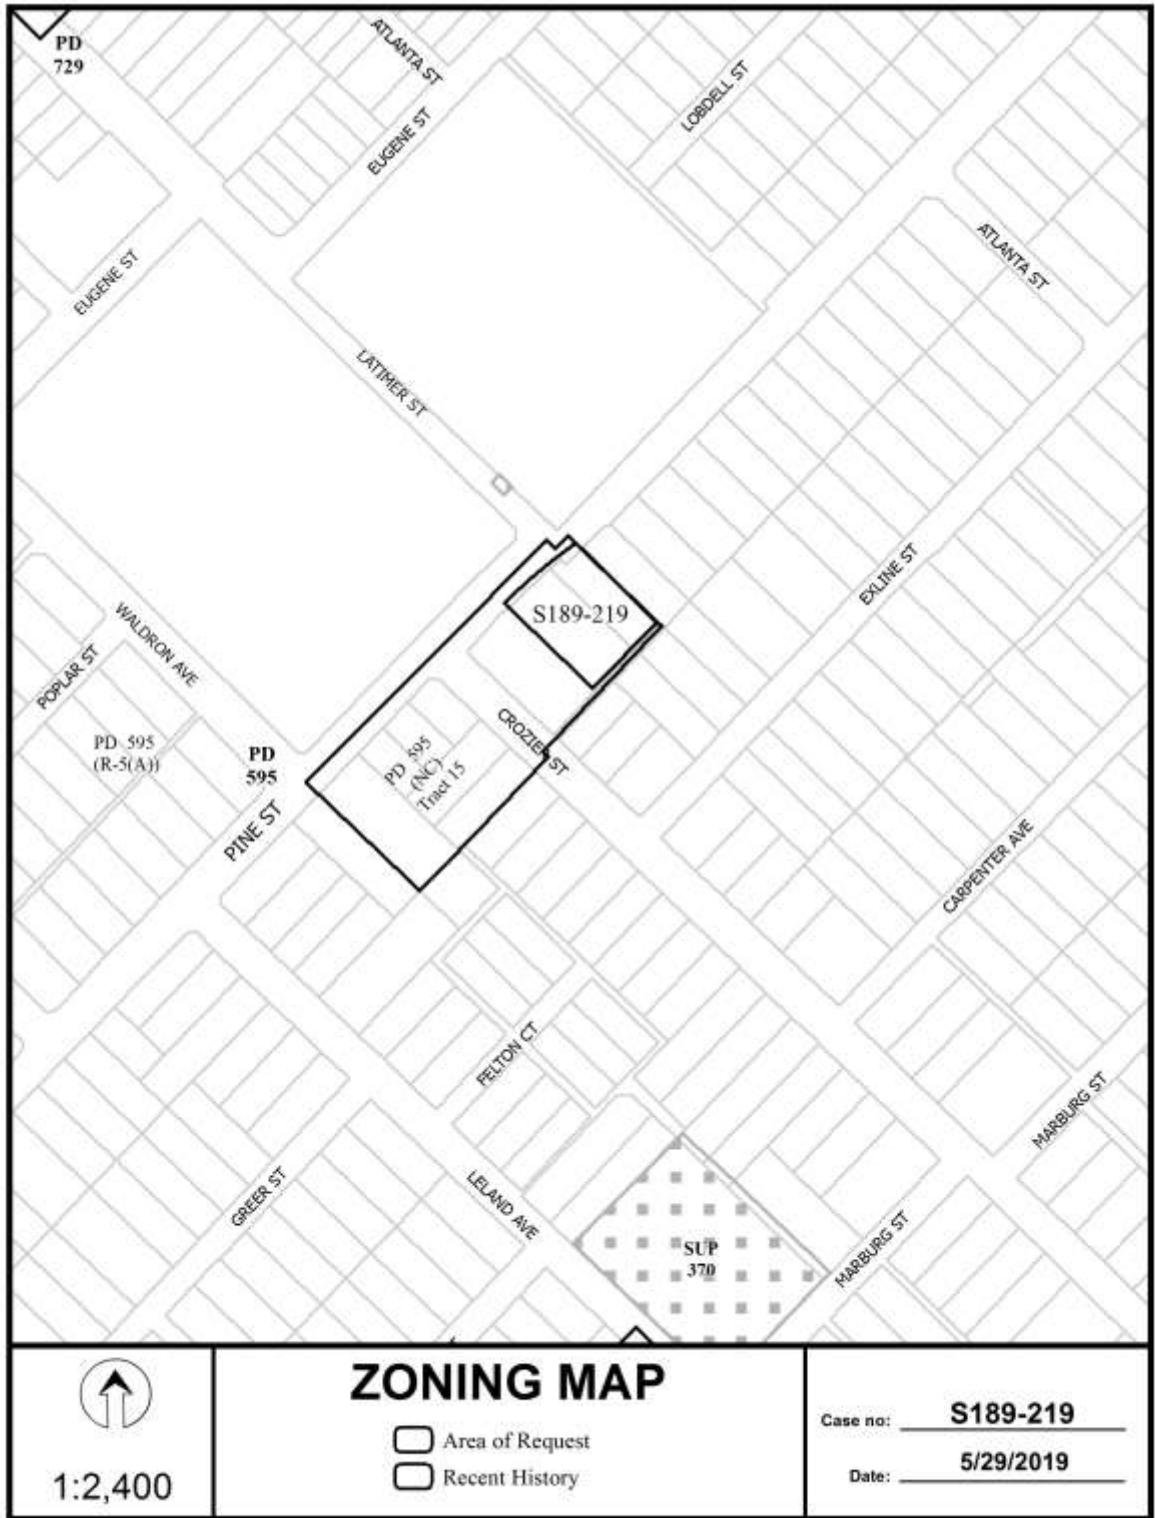 PD
729
ATLANTA ST
EUGENE ST
LOBDELL ST
EUGENE ST
ATLANTA ST
LATIMER ST
EXLINE ST
S189-219
WALDRON AVE
POPLAR ST
PD 595
(R-5(A))
PD
595
CROZIER ST
PD 595
(NC)
Tract 15
PINE ST
CARPENTER AVE
FELTON CT
MARBURG ST
GREER ST
LELAND AVE
SUP
370
MARBURG ST
1:2,400
ZONING MAP
Area of Request
Recent History
Case no: S189-219
Date: 5/29/2019